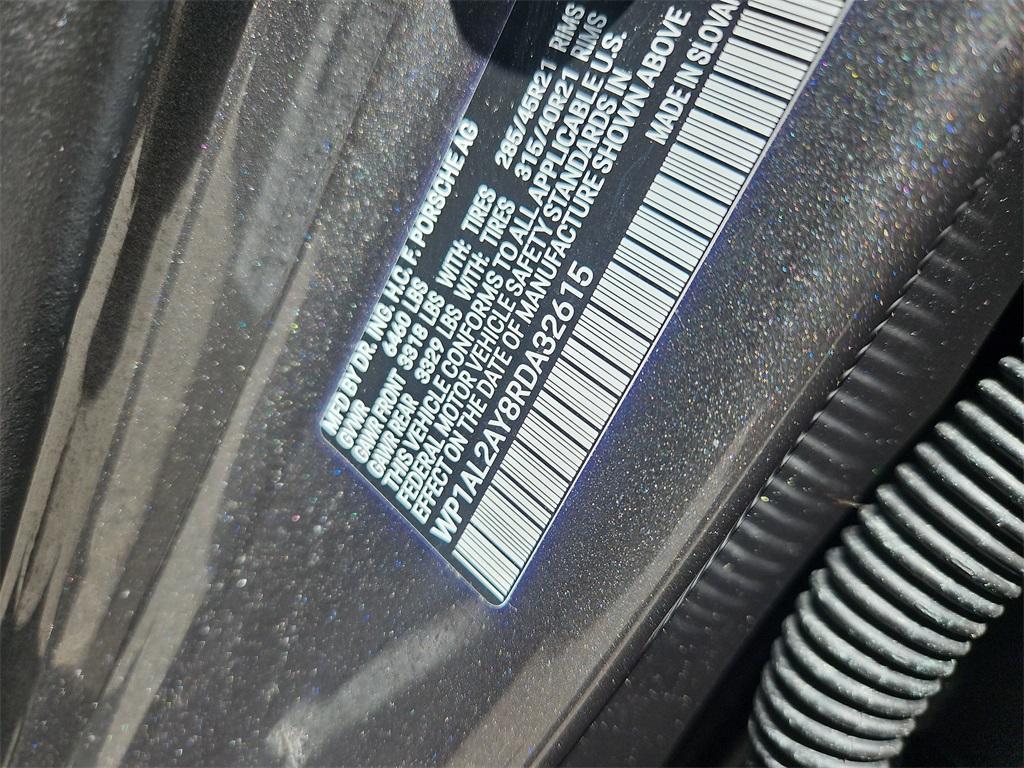 MFD BY DR. ING. H.C. F. PORSCHE AG
GVWR 6460 LBS
GAWR FRONT 3318 LBS WITH: TIRES 285/45R21 RIMS
GAWR REAR 3329 LBS WITH: TIRES 315/40R21 RIMS
THIS VEHICLE CONFORMS TO ALL APPLICABLE U.S.
FEDERAL MOTOR VEHICLE SAFETY STANDARDS IN
EFFECT ON THE DATE OF MANUFACTURE SHOWN ABOVE
WP1AL2AY8RDA32615 MADE IN